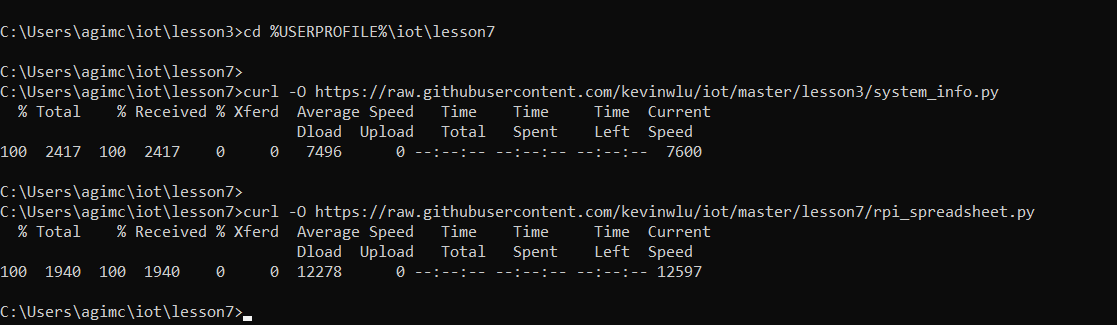 C:\Users\agimc\iot\lesson3>cd %USERPROFILE%\iot\lesson7
C:\Users\agimc\iot\lesson7>
C:\Users\agimc\iot\lesson7>curl -O https://raw.githubusercontent.com/kevinwlu/iot/master/lesson3/system_info.py
  % Total    % Received % Xferd  Average Speed   Time    Time     Time  Current
                                 Dload  Upload   Total   Spent    Left  Speed
100  2417  100  2417    0     0   7496      0 --:--:-- --:--:-- --:--:--  7600
C:\Users\agimc\iot\lesson7>
C:\Users\agimc\iot\lesson7>curl -O https://raw.githubusercontent.com/kevinwlu/iot/master/lesson7/rpi_spreadsheet.py
  % Total    % Received % Xferd  Average Speed   Time    Time     Time  Current
                                 Dload  Upload   Total   Spent    Left  Speed
100  1940  100  1940    0     0  12278      0 --:--:-- --:--:-- --:--:-- 12597
C:\Users\agimc\iot\lesson7>